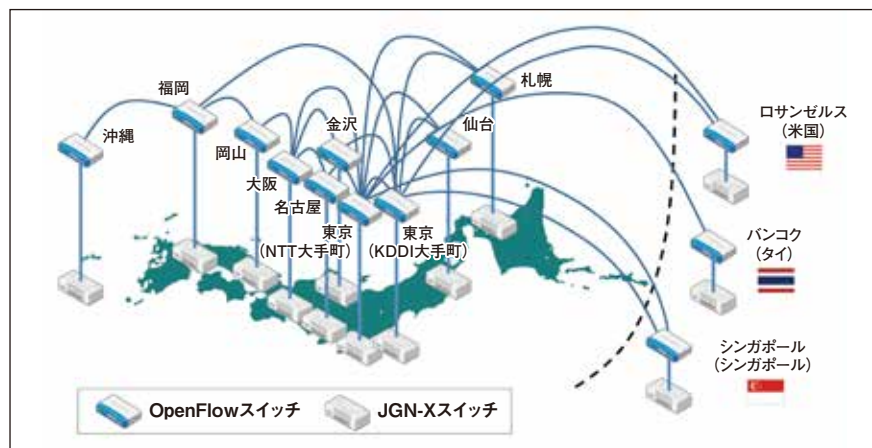 札幌
福岡
ロサンゼルス
（米国）
沖縄
金沢
仙台
岡山
大阪
名古屋
東京
（NTT大手町）
東京
（KDDI大手町）
バンコク
（タイ）
シンガポール
（シンガポール）
OpenFlowスイッチ
JGN-Xスイッチ